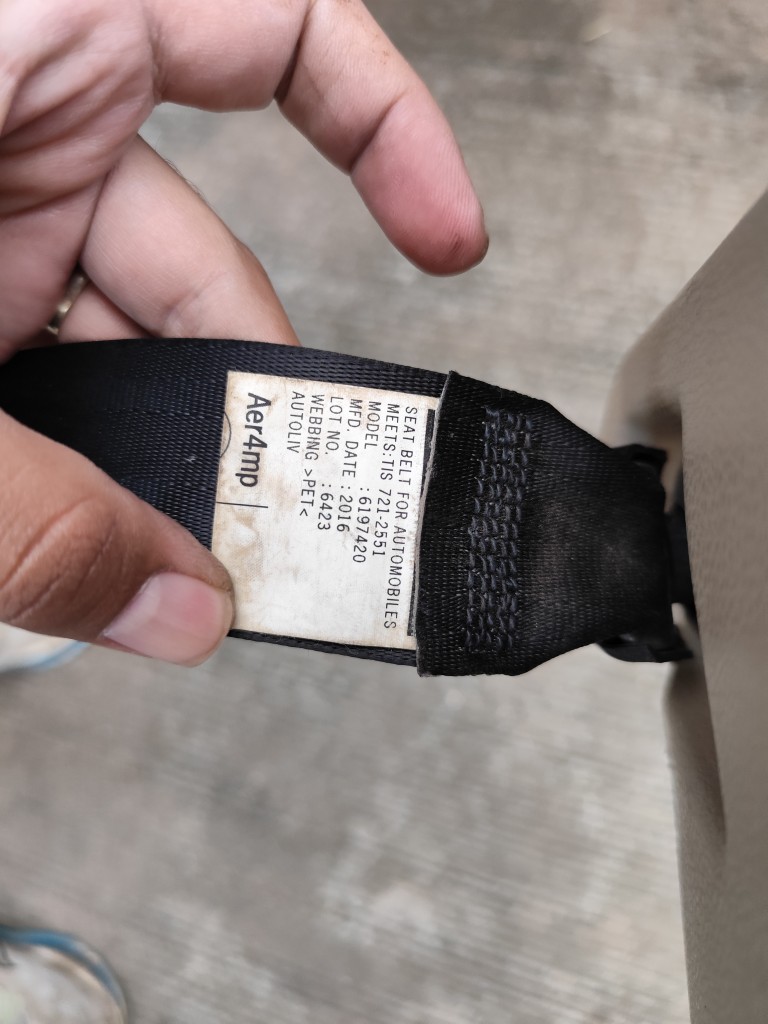 SEAT BELT FOR AUTOMOBILES
MEETS:TIS 721-2551
MODEL :6197420
MFD. DATE :2016
LOT NO. :6423
WEBBING >PET<
AUTOLIV
Aer4mp